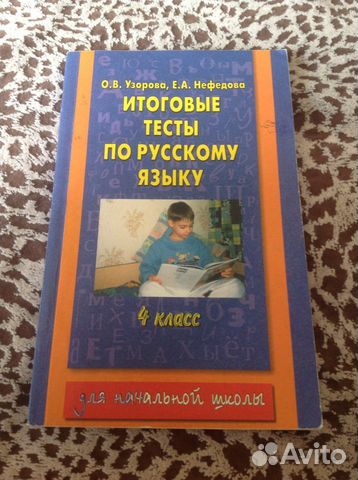 О.В. Узорова, Е.А. Нефедова
ИТОГОВЫЕ
ТЕСТЫ
ПО РУССКОМУ
ЯЗЫКУ
4 класс
для начальной школы
Avito